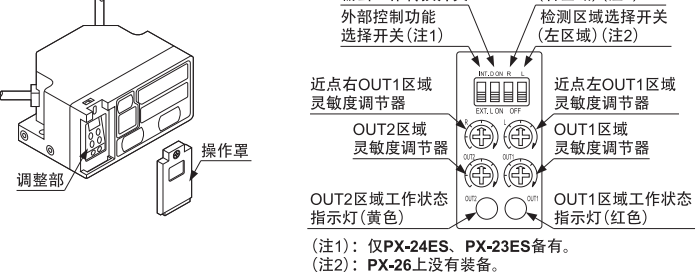 外部控制功能
选择开关(注1)
检测区域选择开关
(左区域)(注2)
INT. D ON R L
EXT. L ON OFF
近点右OUT1区域
灵敏度调节器
近点左OUT1区域
灵敏度调节器
R
L
OUT2区域
灵敏度调节器
OUT1区域
灵敏度调节器
OUT2
OUT1
OUT2区域工作状态
指示灯(黄色)
OUT2
OUT1
OUT1区域工作状态
指示灯(红色)
调整部
操作罩
(注1)：仅PX-24ES、PX-23ES备有。
(注2)：PX-26上没有装备。